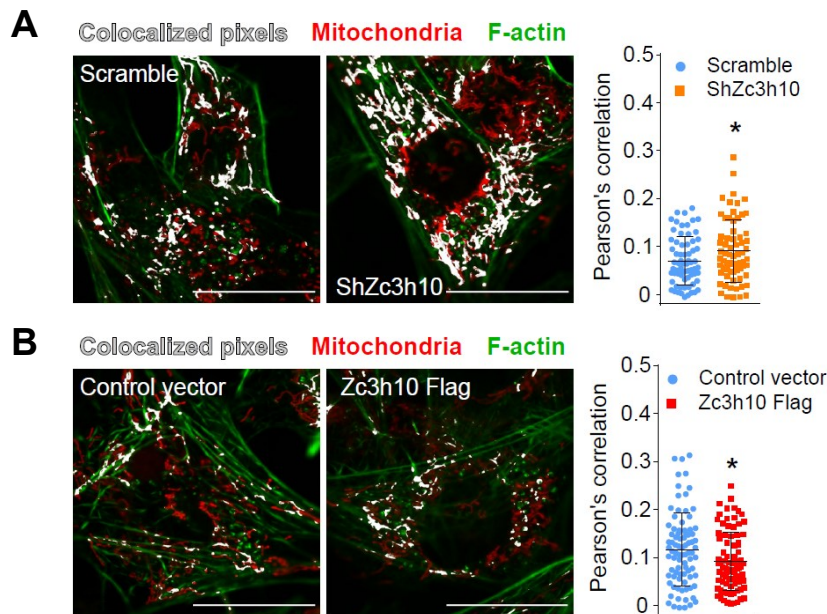 A
Colocalized pixels Mitochondria F-actin
Scramble
ShZc3h10
Pearson's correlation
0.5
0.4
0.3
0.2
0.1
0
Scramble
ShZc3h10
*
B
Colocalized pixels Mitochondria F-actin
Control vector
Zc3h10 Flag
Pearson's correlation
0.5
0.4
0.3
0.2
0.1
0
Control vector
Zc3h10 Flag
*